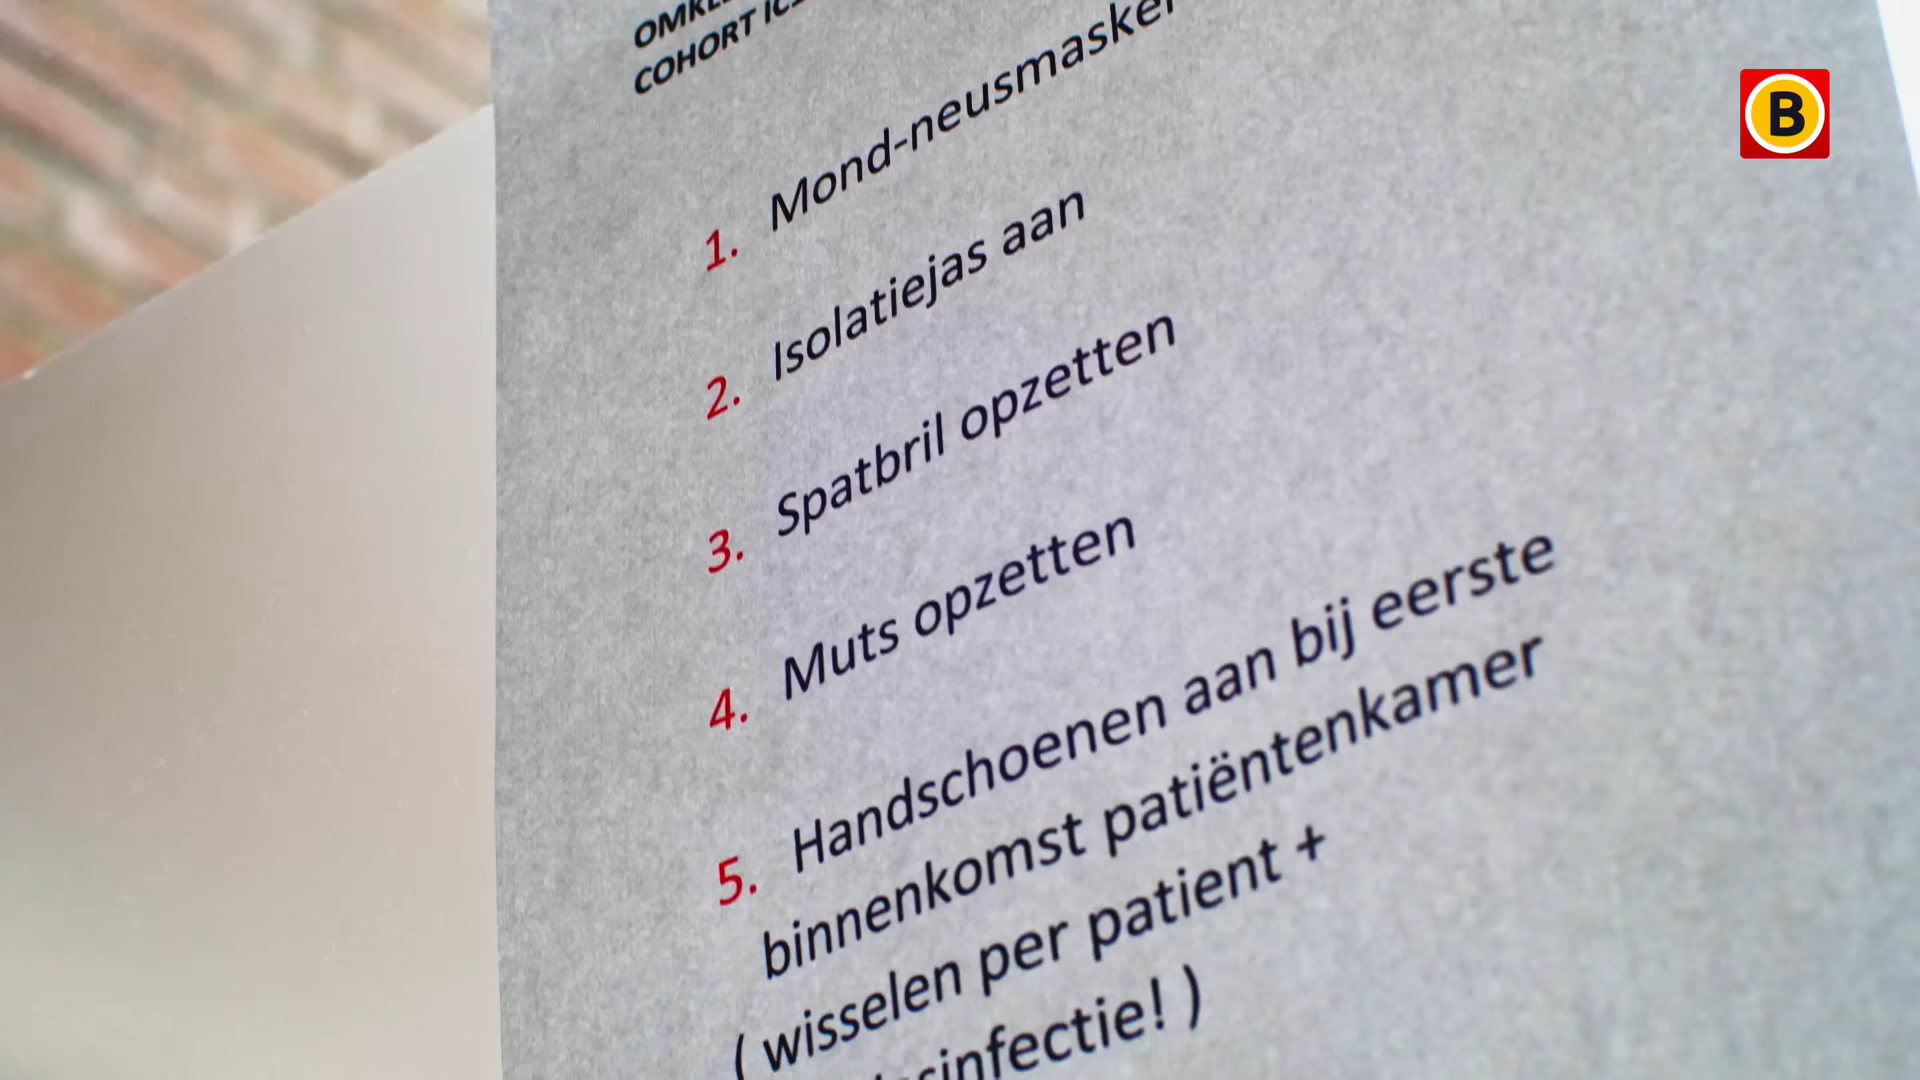 COHORT
1. Mond-neusmasker
2. Isolatiejas aan
3. Spatbril opzetten
4. Muts opzetten
5. Handschoenen aan bij eerste
binnenkomst patiëntenkamer
( wisselen per patient +
)
B